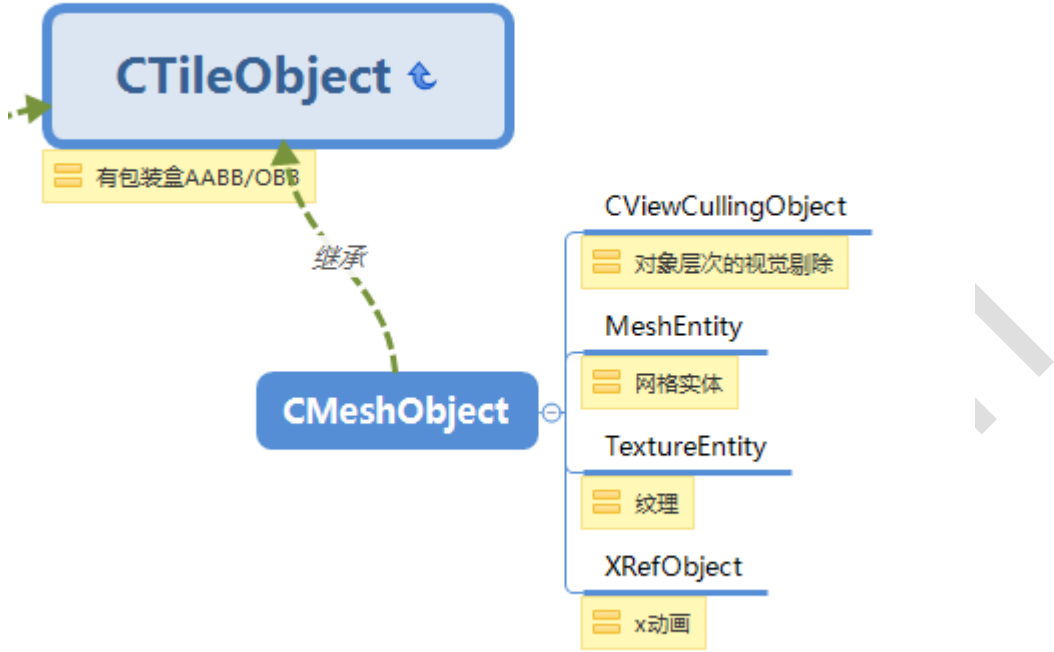 CTileObject
有包装盒AABB/OBB
继承
CMeshObject
CViewCullingObject
对象层次的视觉剔除
MeshEntity
网格实体
TextureEntity
纹理
XRefObject
x动画